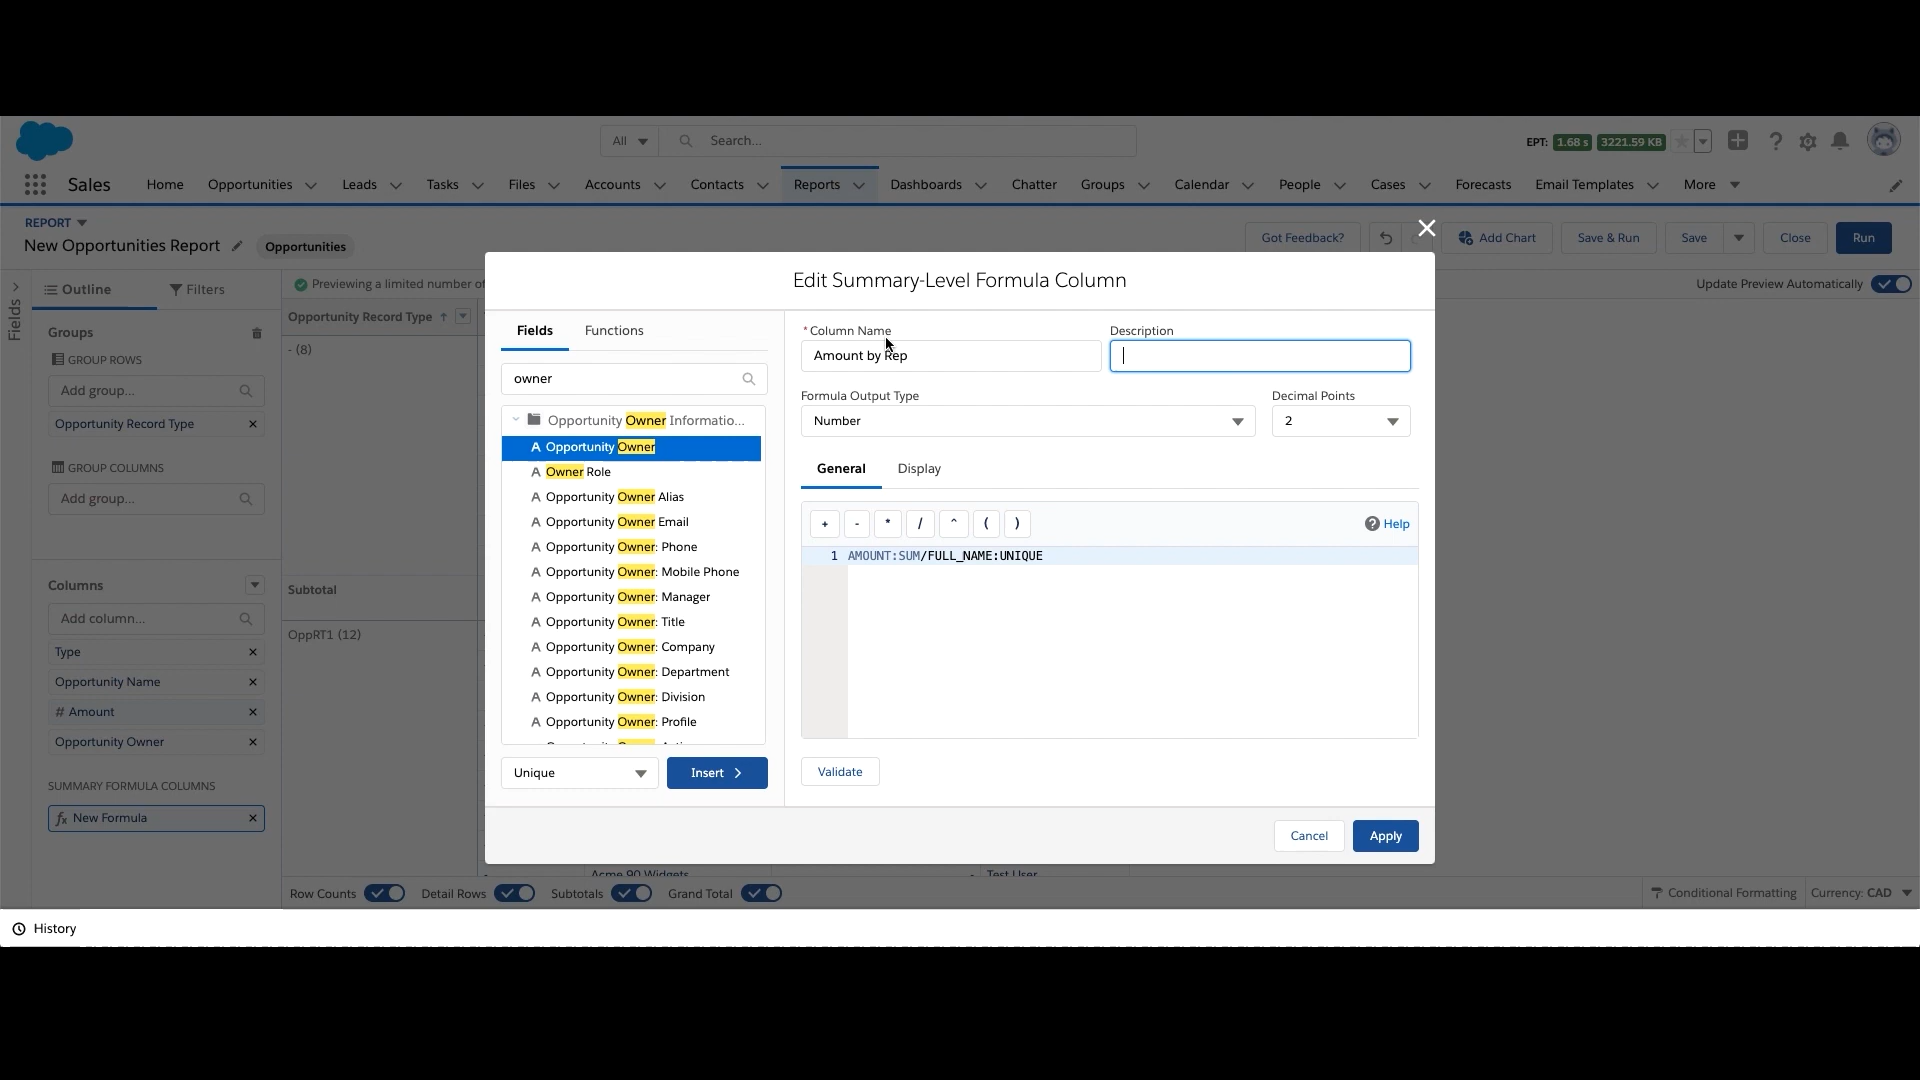 All
Search...
EPT: 1.68 s 3221.59 KB
Sales
Home
Opportunities
Leads
Tasks
Files
Accounts
Contacts
Reports
Dashboards
Chatter
Groups
Calendar
People
Cases
Forecasts
Email Templates
More
REPORT
New Opportunities Report
Opportunities
Got Feedback?
Add Chart
Save & Run
Save
Close
Run
Fields
Outline
Filters
Previewing a limited number of
Update Preview Automatically
Groups
GROUP ROWS
Add group...
Opportunity Record Type
GROUP COLUMNS
Add group...
Columns
Add column...
Type
Opportunity Name
# Amount
Opportunity Owner
SUMMARY FORMULA COLUMNS
fx New Formula
Opportunity Record Type ↑
- (8)
Subtotal
OppRT1 (12)
Edit Summary-Level Formula Column
Fields
Functions
owner
Opportunity Owner Informatio...
A Opportunity Owner
A Owner Role
A Opportunity Owner Alias
A Opportunity Owner Email
A Opportunity Owner: Phone
A Opportunity Owner: Mobile Phone
A Opportunity Owner: Manager
A Opportunity Owner: Title
A Opportunity Owner: Company
A Opportunity Owner: Department
A Opportunity Owner: Division
A Opportunity Owner: Profile
Unique
Insert
* Column Name
Amount by Rep
Description
Formula Output Type
Number
Decimal Points
2
General
Display
+ - * / ^ ( )
Help
1 AMOUNT:SUM/FULL_NAME:UNIQUE
Validate
Cancel
Apply
Acme 90 Widgets
Test User
Row Counts
Detail Rows
Subtotals
Grand Total
Conditional Formatting
Currency: CAD
History